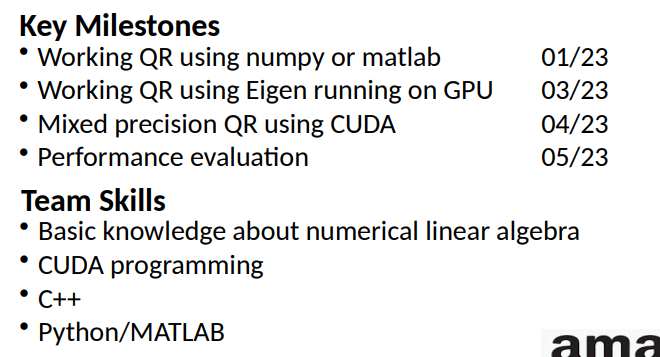 Key Milestones
• Working QR using numpy or matlab 01/23
• Working QR using Eigen running on GPU 03/23
• Mixed precision QR using CUDA 04/23
• Performance evaluation 05/23
Team Skills
• Basic knowledge about numerical linear algebra
• CUDA programming
• C++
• Python/MATLAB
ama